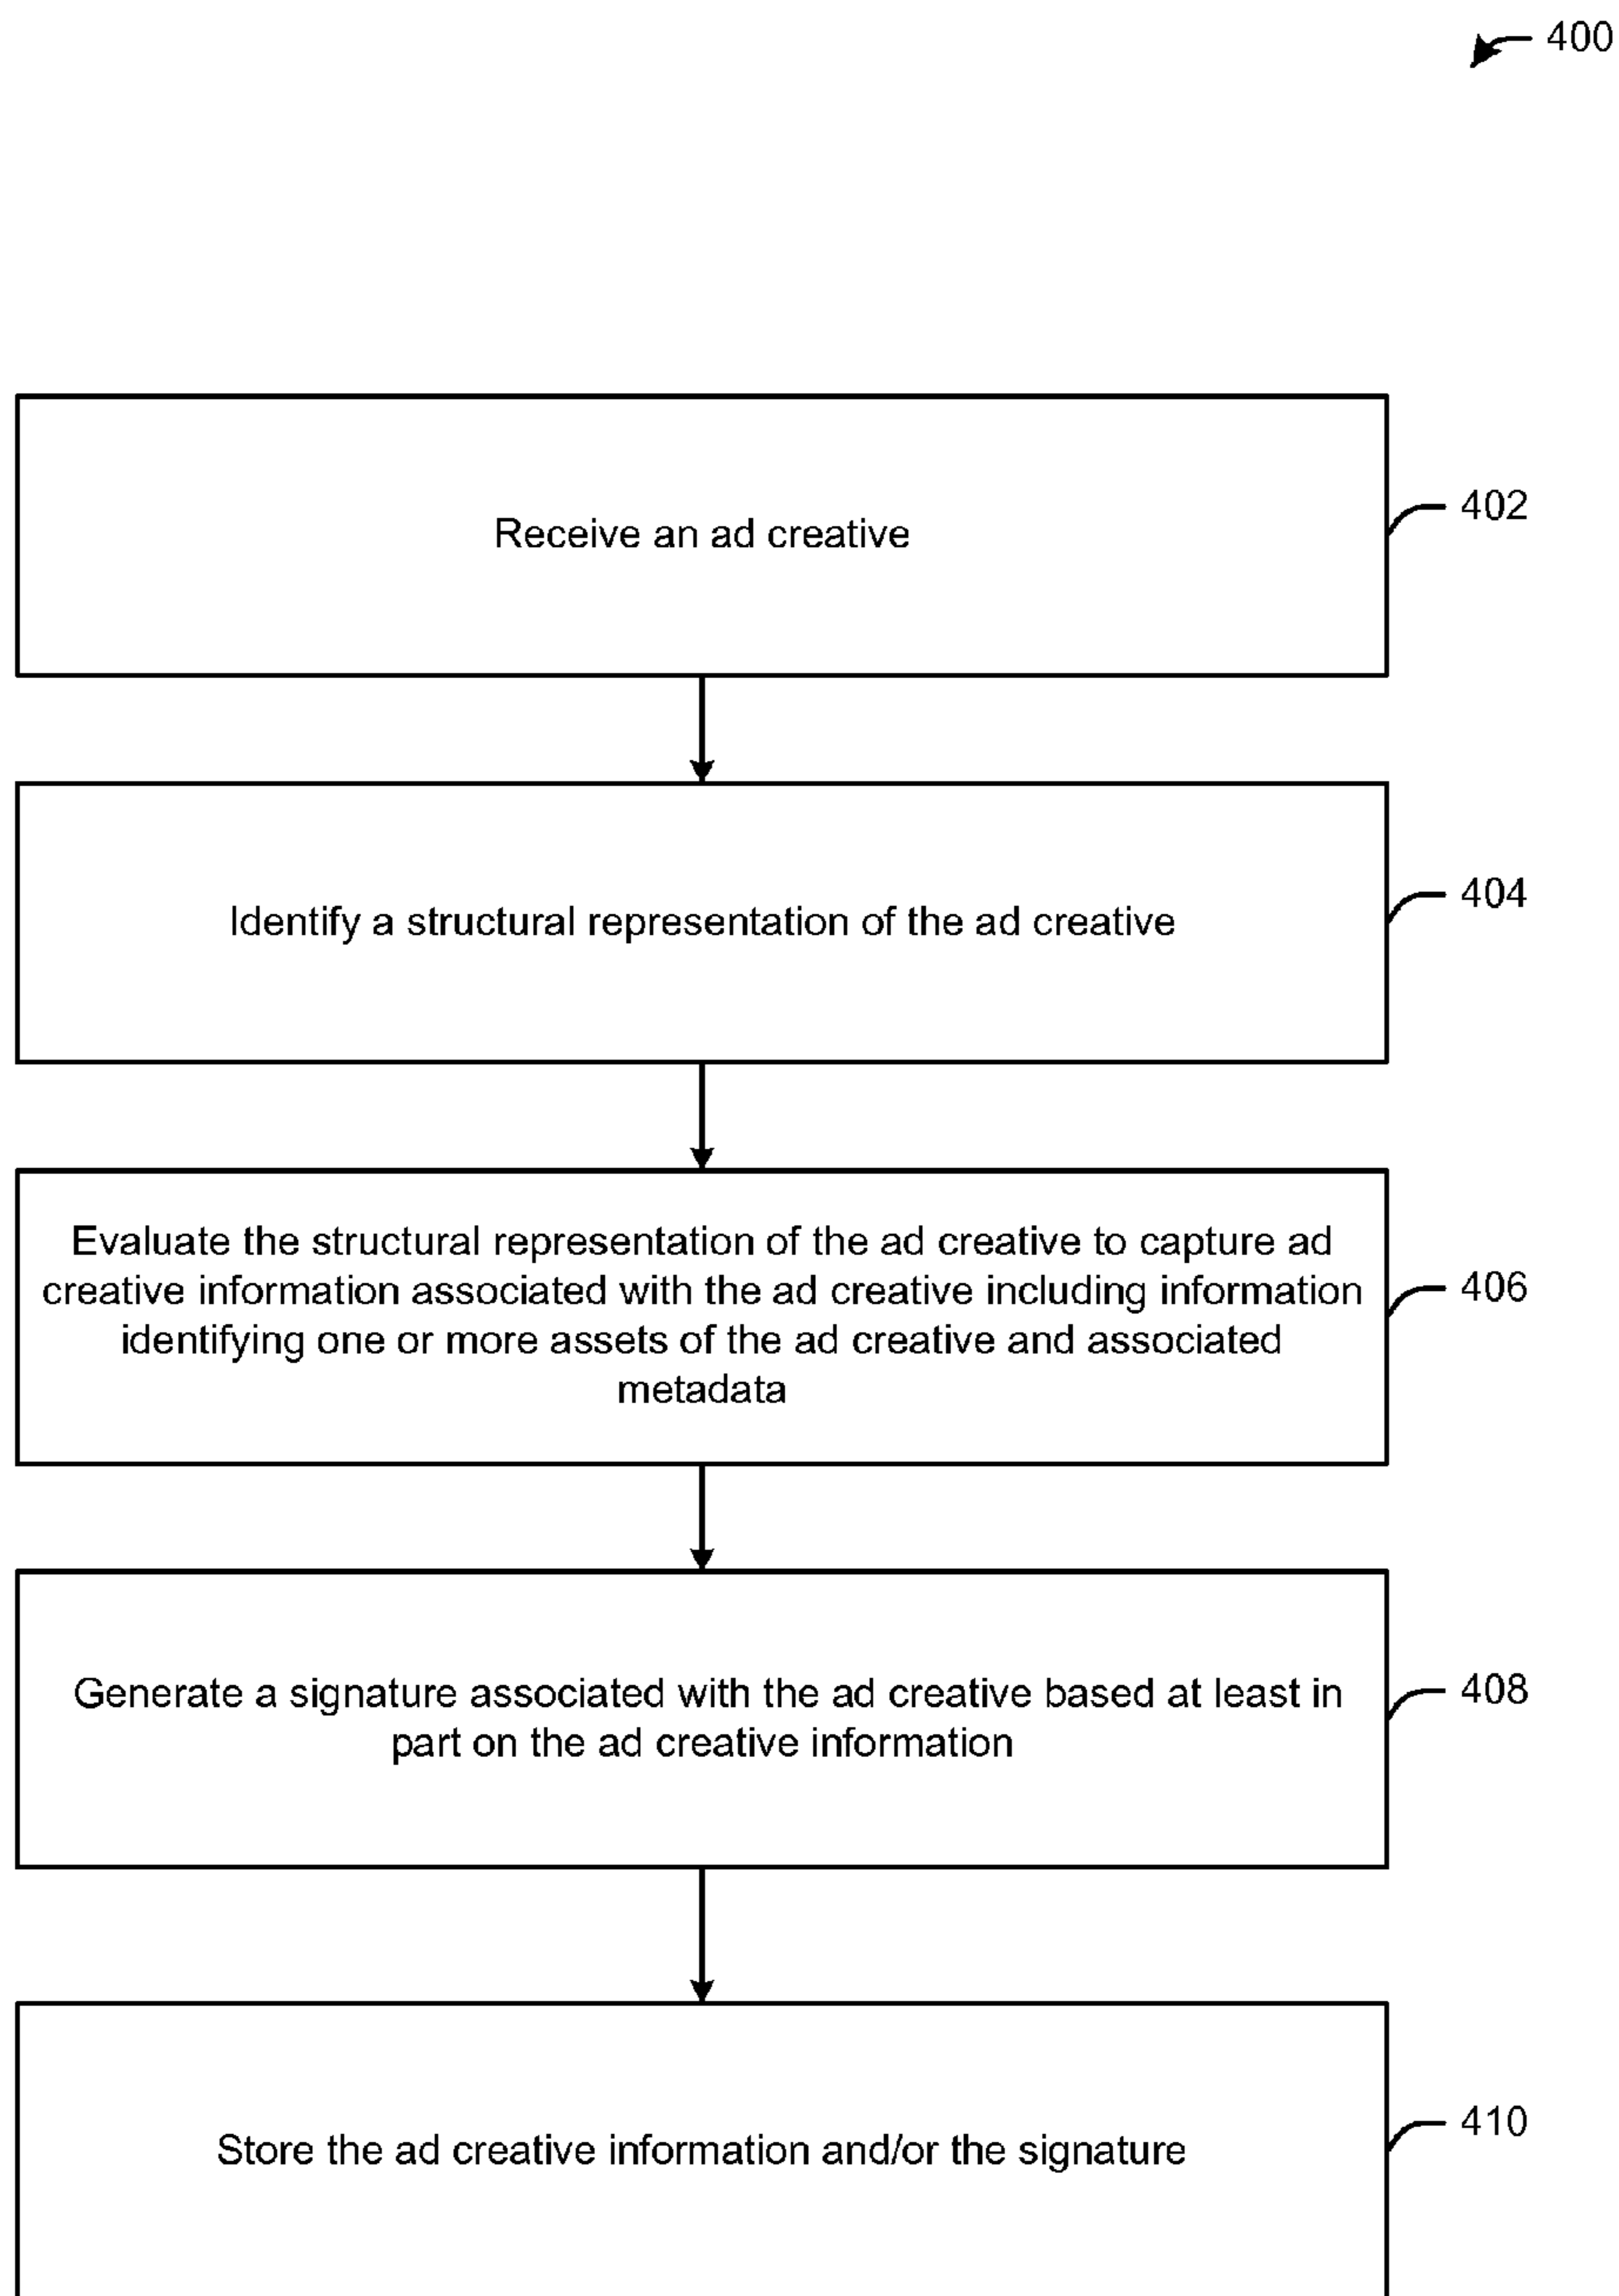 400
Receive an ad creative
402
Identify a structural representation of the ad creative
404
Evaluate the structural representation of the ad creative to capture ad
creative information associated with the ad creative including information
identifying one or more assets of the ad creative and associated
metadata
406
Generate a signature associated with the ad creative based at least in
part on the ad creative information
408
Store the ad creative information and/or the signature
410